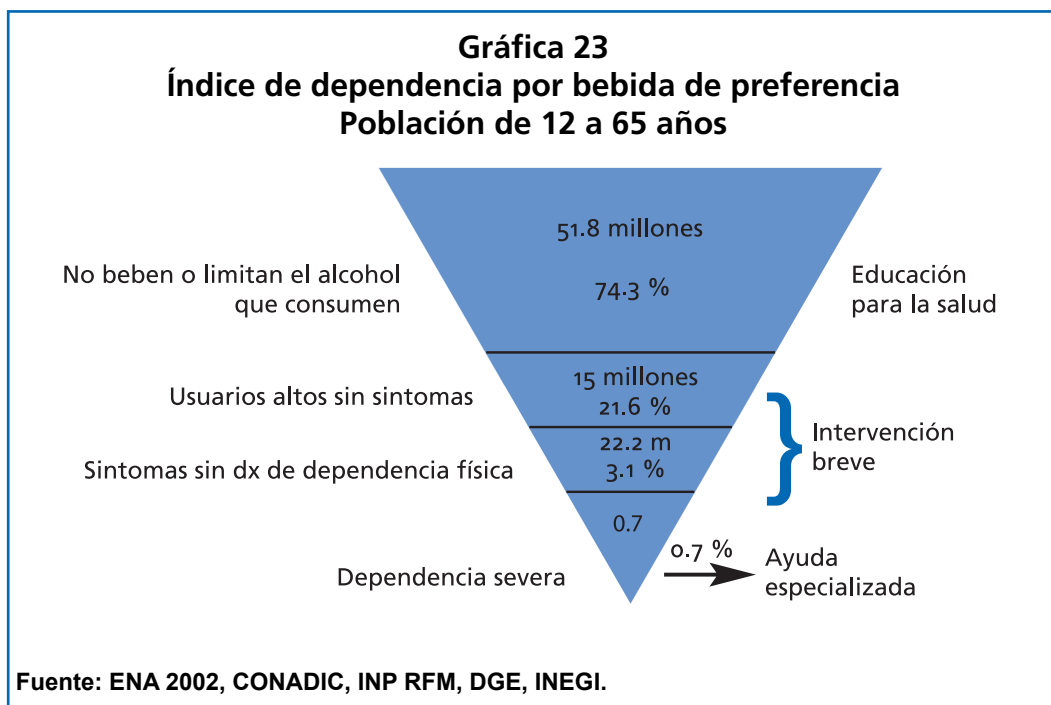 Gráfica 23
Índice de dependencia por bebida de preferencia
Población de 12 a 65 años
51.8 millones
No beben o limitan el alcohol
que consumen
74.3 %
Educación
para la salud
Usuarios altos sin sintomas
15 millones
21.6 %
Sintomas sin dx de dependencia física
22.2 m
3.1 %
Intervención
breve
0.7
Dependencia severa
0.7 %
Ayuda
especializada
Fuente: ENA 2002, CONADIC, INP RFM, DGE, INEGI.